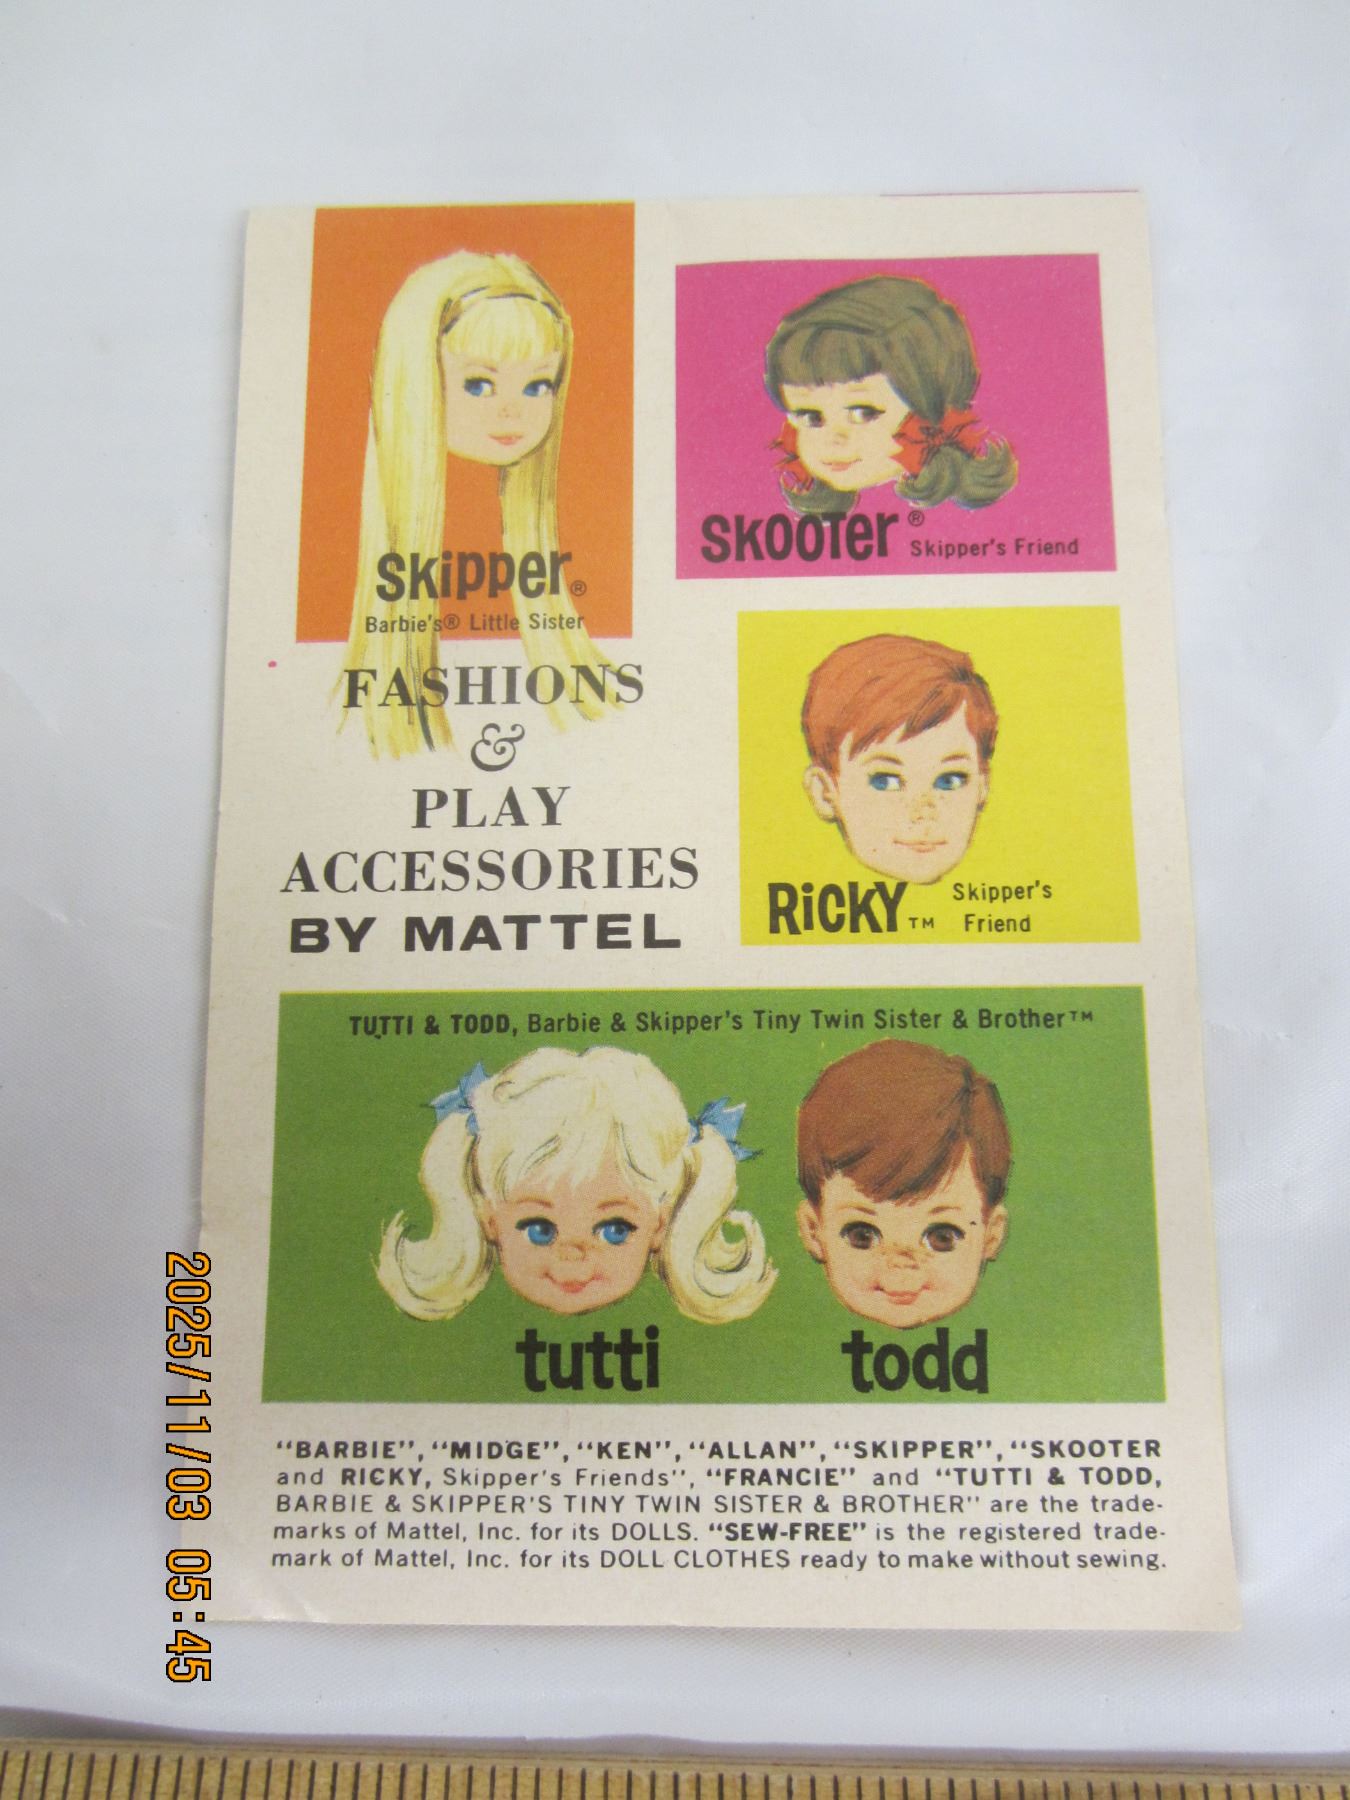 Skipper®
Barbie's® Little Sister
SKOOTER®
Skipper's Friend
FASHIONS
&
PLAY
ACCESSORIES
BY MATTEL
RICKY™
Skipper's
Friend
TUTTI & TODD, Barbie & Skipper's Tiny Twin Sister & Brother™
tutti
todd
"BARBIE", "MIDGE", "KEN", "ALLAN", "SKIPPER", "SKOOTER
and RICKY, Skipper's Friends", "FRANCIE" and "TUTTI & TODD,
BARBIE & SKIPPER'S TINY TWIN SISTER & BROTHER" are the trade-
marks of Mattel, Inc. for its DOLLS. "SEW-FREE" is the registered trade-
mark of Mattel, Inc. for its DOLL CLOTHES ready to make without sewing.
2025/11/03 05:45